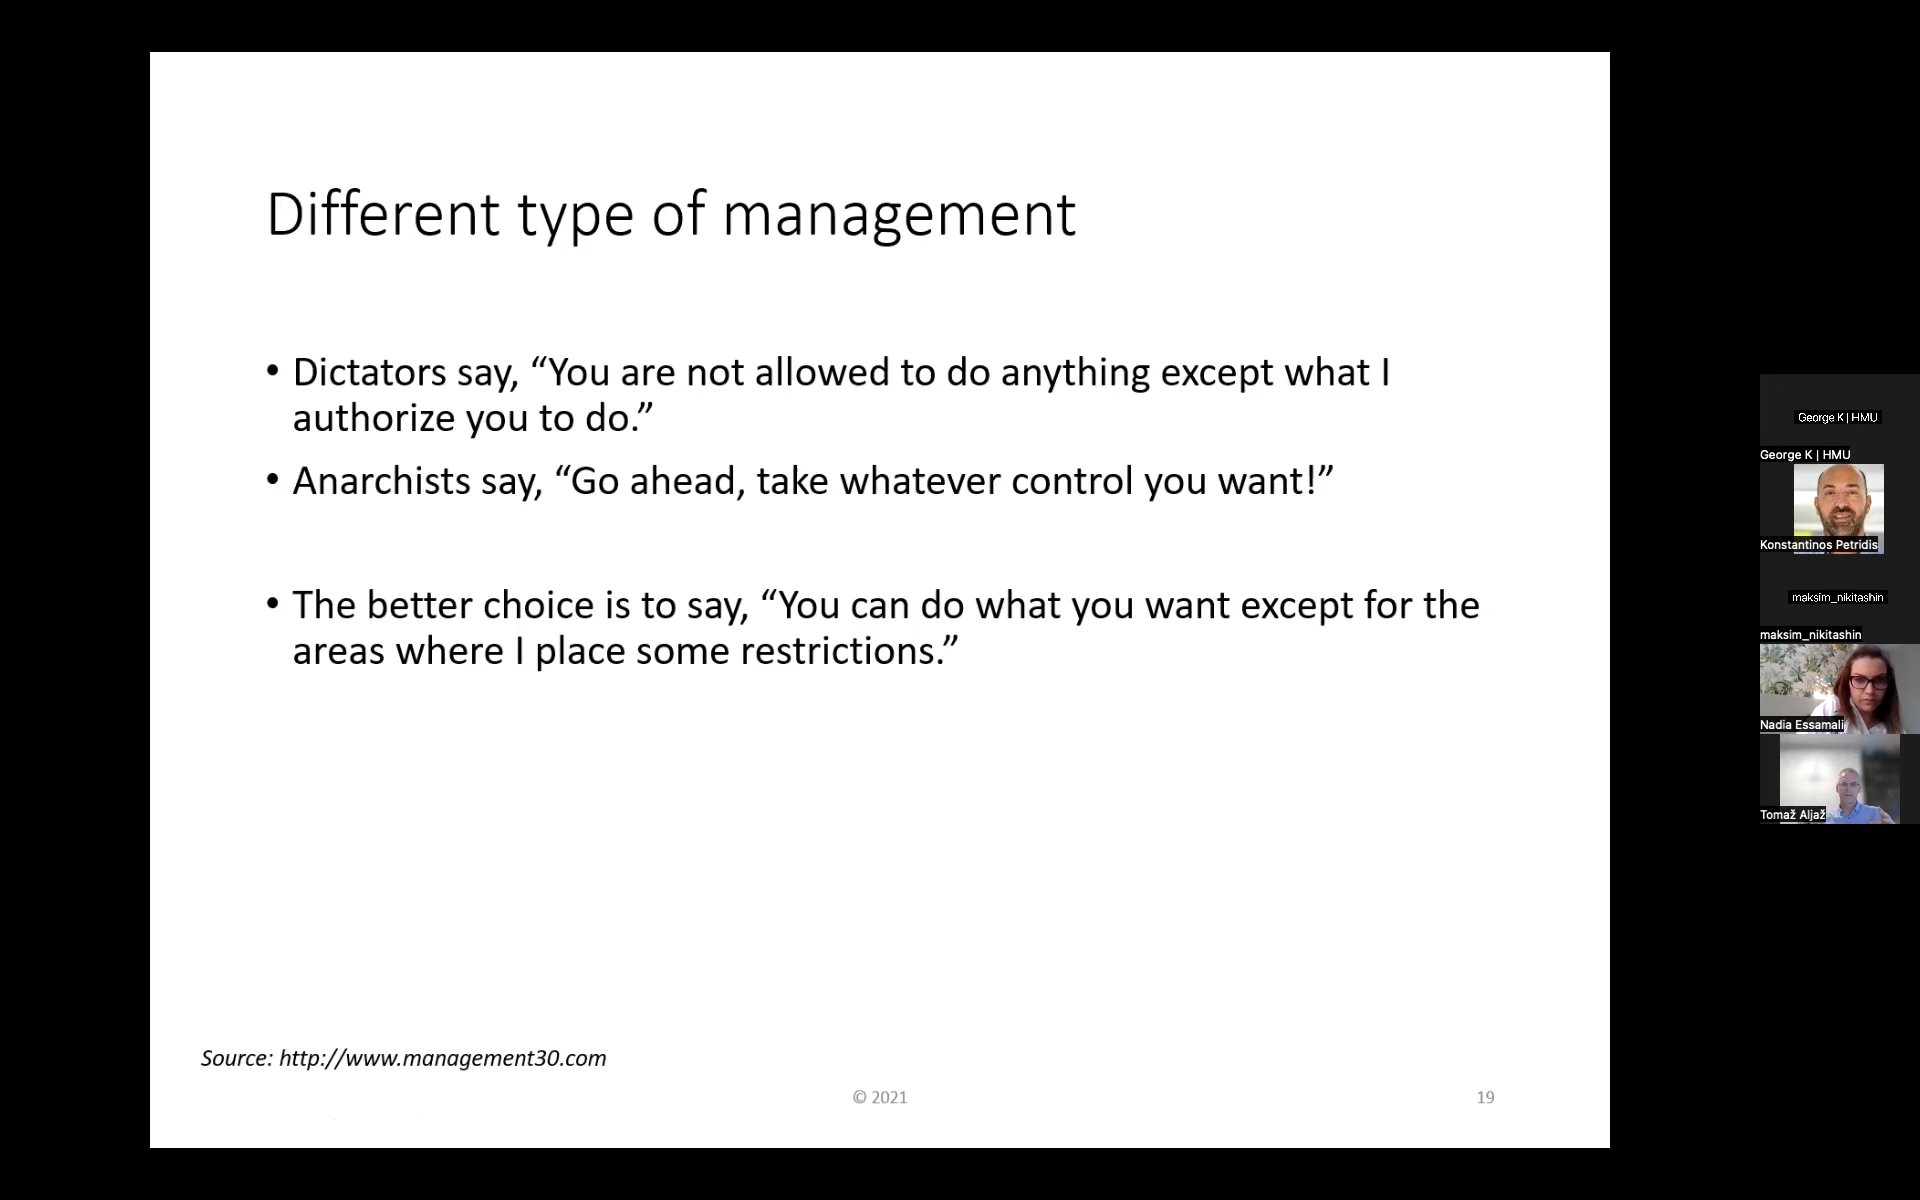 Different type of management
• Dictators say, “You are not allowed to do anything except what I
authorize you to do.”
• Anarchists say, “Go ahead, take whatever control you want!”
• The better choice is to say, “You can do what you want except for the
areas where I place some restrictions.”
Source: http://www.management30.com
© 2021
19
George K | HMU
George K | HMU
Konstantinos Petridis
maksim_nikitashin
maksim_nikitashin
Nadia Essamali
Tomaž Aljaž